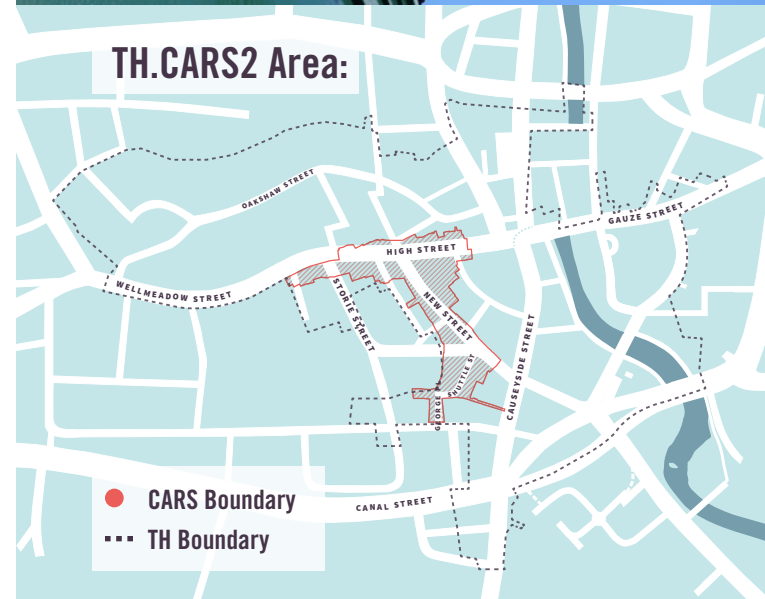 TH.CARS2 Area:
OAKSHAW STREET
GAUZE STREET
HIGH STREET
WELLMEADOW STREET
STORIE STREET
NEW STREET
CAUSEYSIDE STREET
SHUTTLE ST
GEORGE PL
CANAL STREET
CARS Boundary
TH Boundary